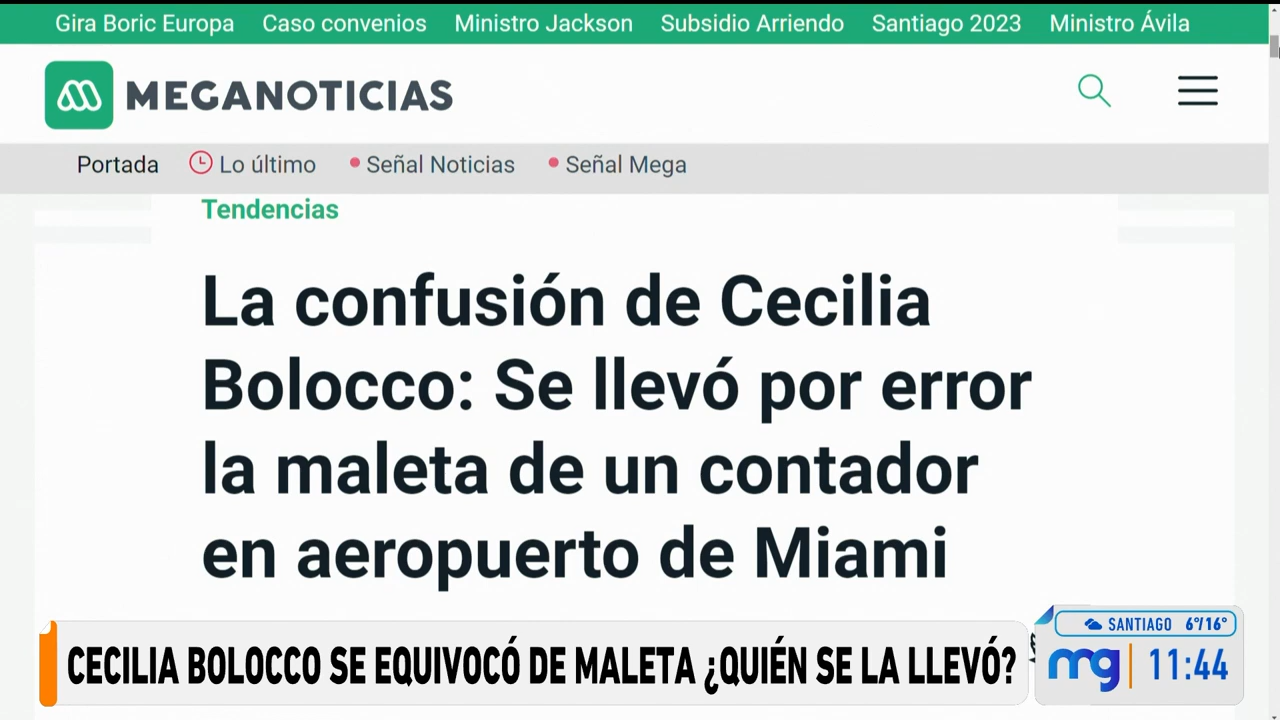 Gira Boric Europa Caso convenios Ministro Jackson Subsidio Arriendo Santiago 2023 Ministro Ávila
MEGANOTICIAS
Portada Lo último Señal Noticias Señal Mega
Tendencias
La confusión de Cecilia
Bolocco: Se llevó por error
la maleta de un contador
en aeropuerto de Miami
CECILIA BOLOCCO SE EQUIVOCÓ DE MALETA ¿QUIÉN SE LA LLEVÓ?
SANTIAGO 6°/16°
mg 11:44